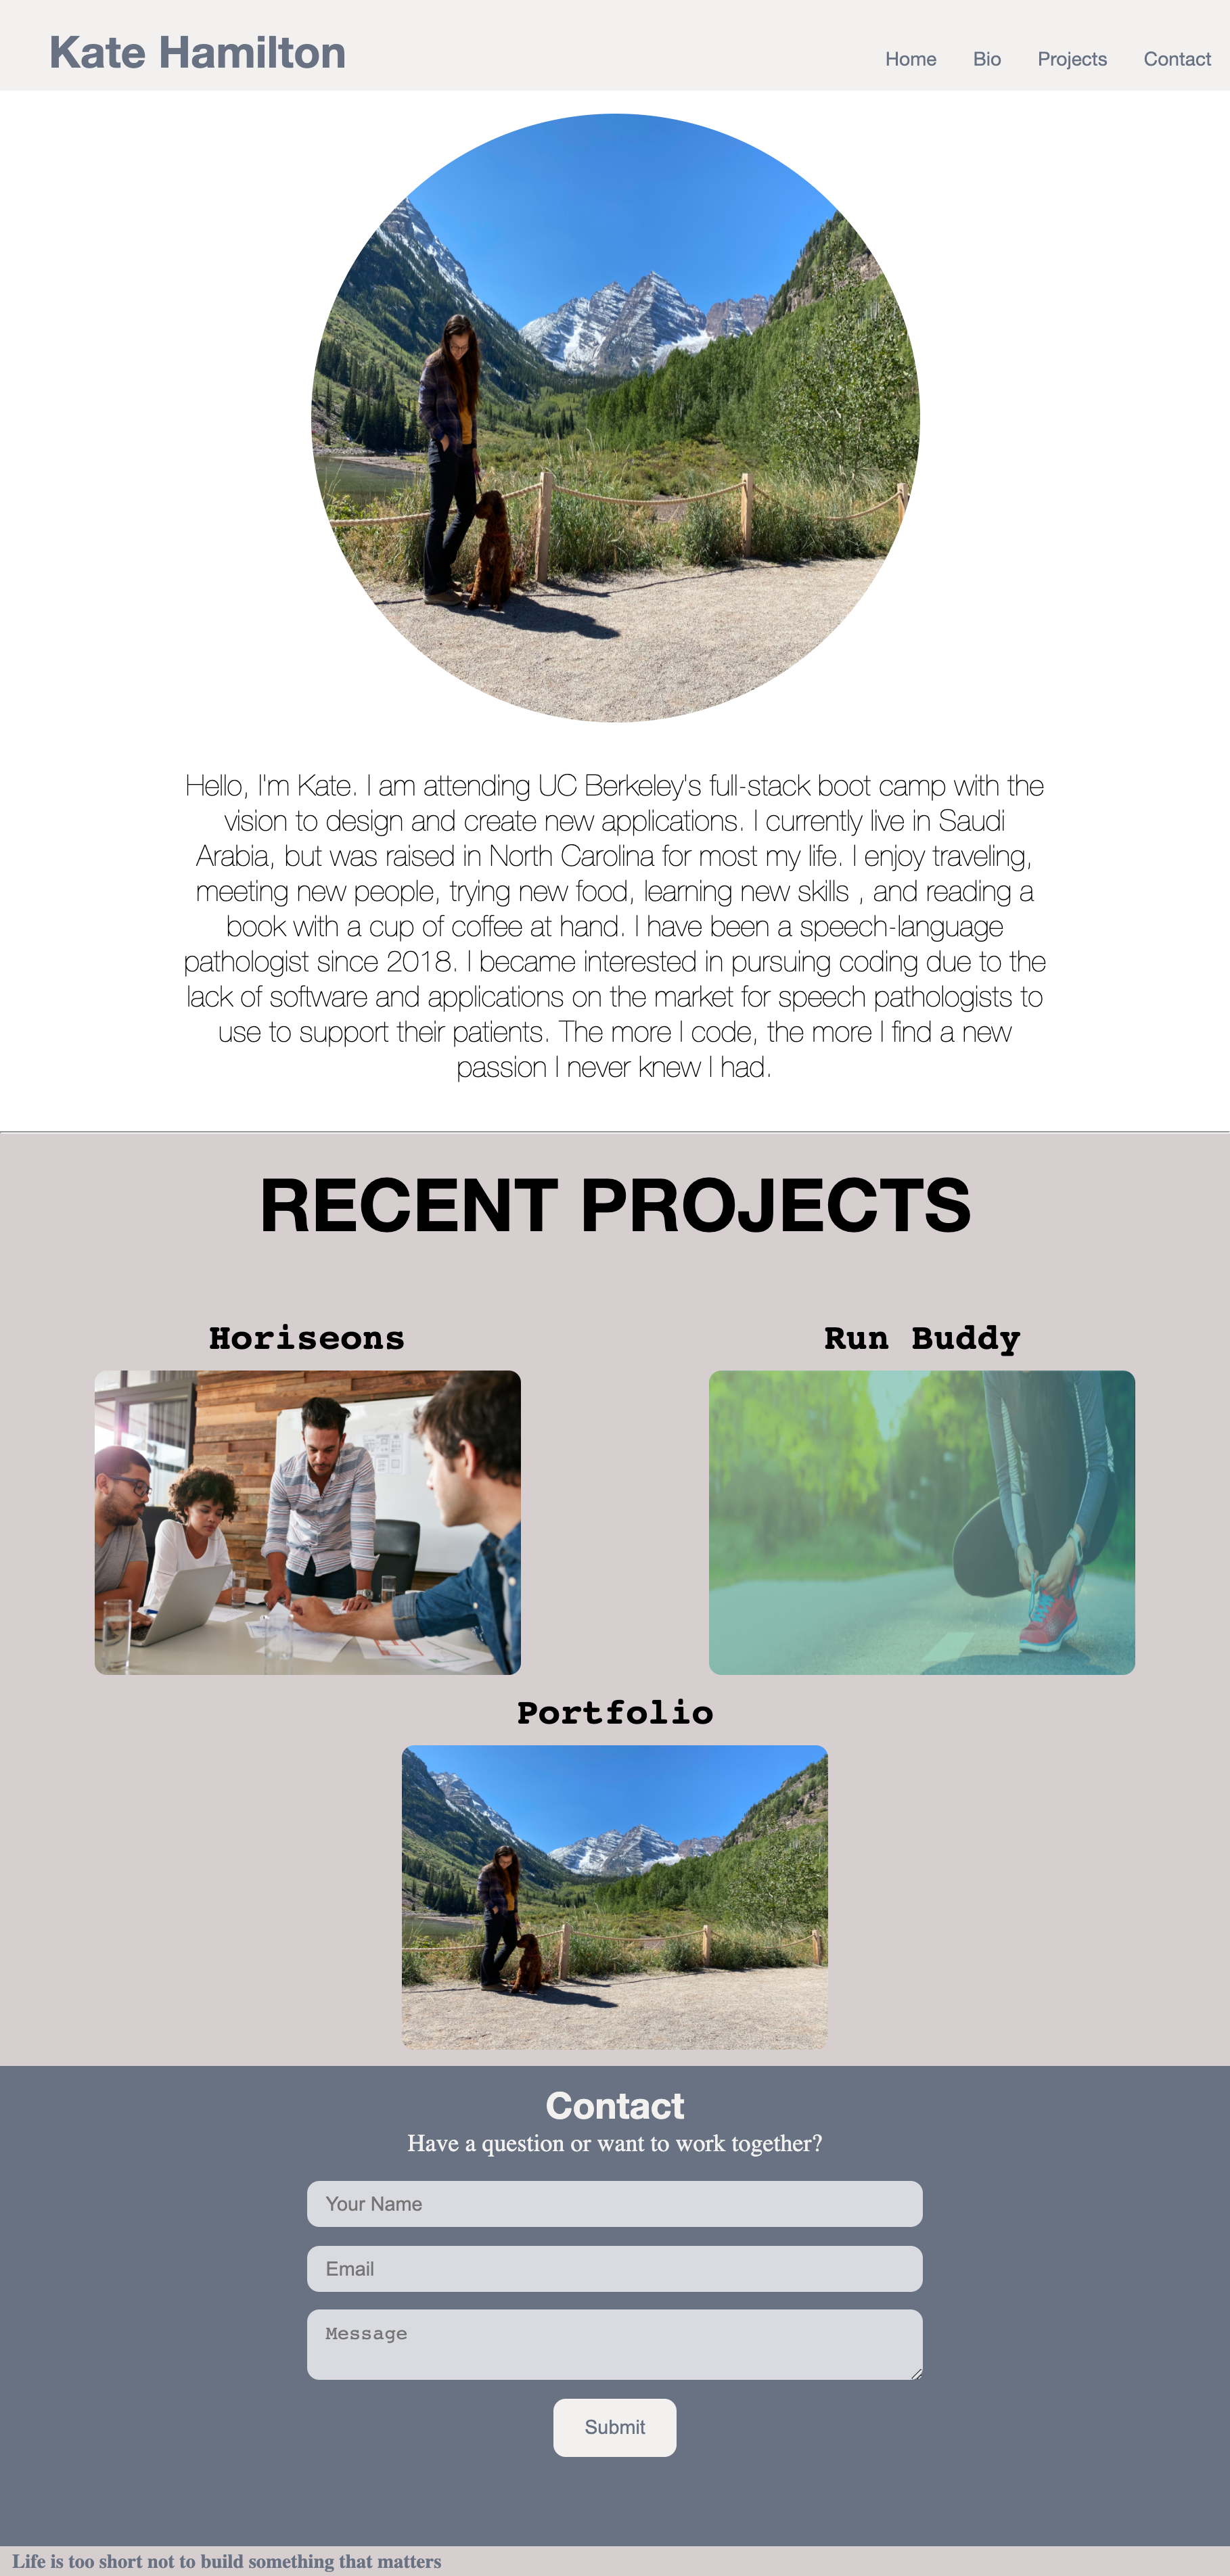 Kate Hamilton
Home Bio Projects Contact
Hello, I'm Kate. I am attending UC Berkeley's full-stack boot camp with the
vision to design and create new applications. I currently live in Saudi
Arabia, but was raised in North Carolina for most my life. I enjoy traveling,
meeting new people, trying new food, learning new skills , and reading a
book with a cup of coffee at hand. I have been a speech-language
pathologist since 2018. I became interested in pursuing coding due to the
lack of software and applications on the market for speech pathologists to
use to support their patients. The more I code, the more I find a new
passion I never knew I had.
RECENT PROJECTS
Horiseons
Run Buddy
Portfolio
Contact
Have a question or want to work together?
Your Name
Email
Message
Submit
Life is too short not to build something that matters